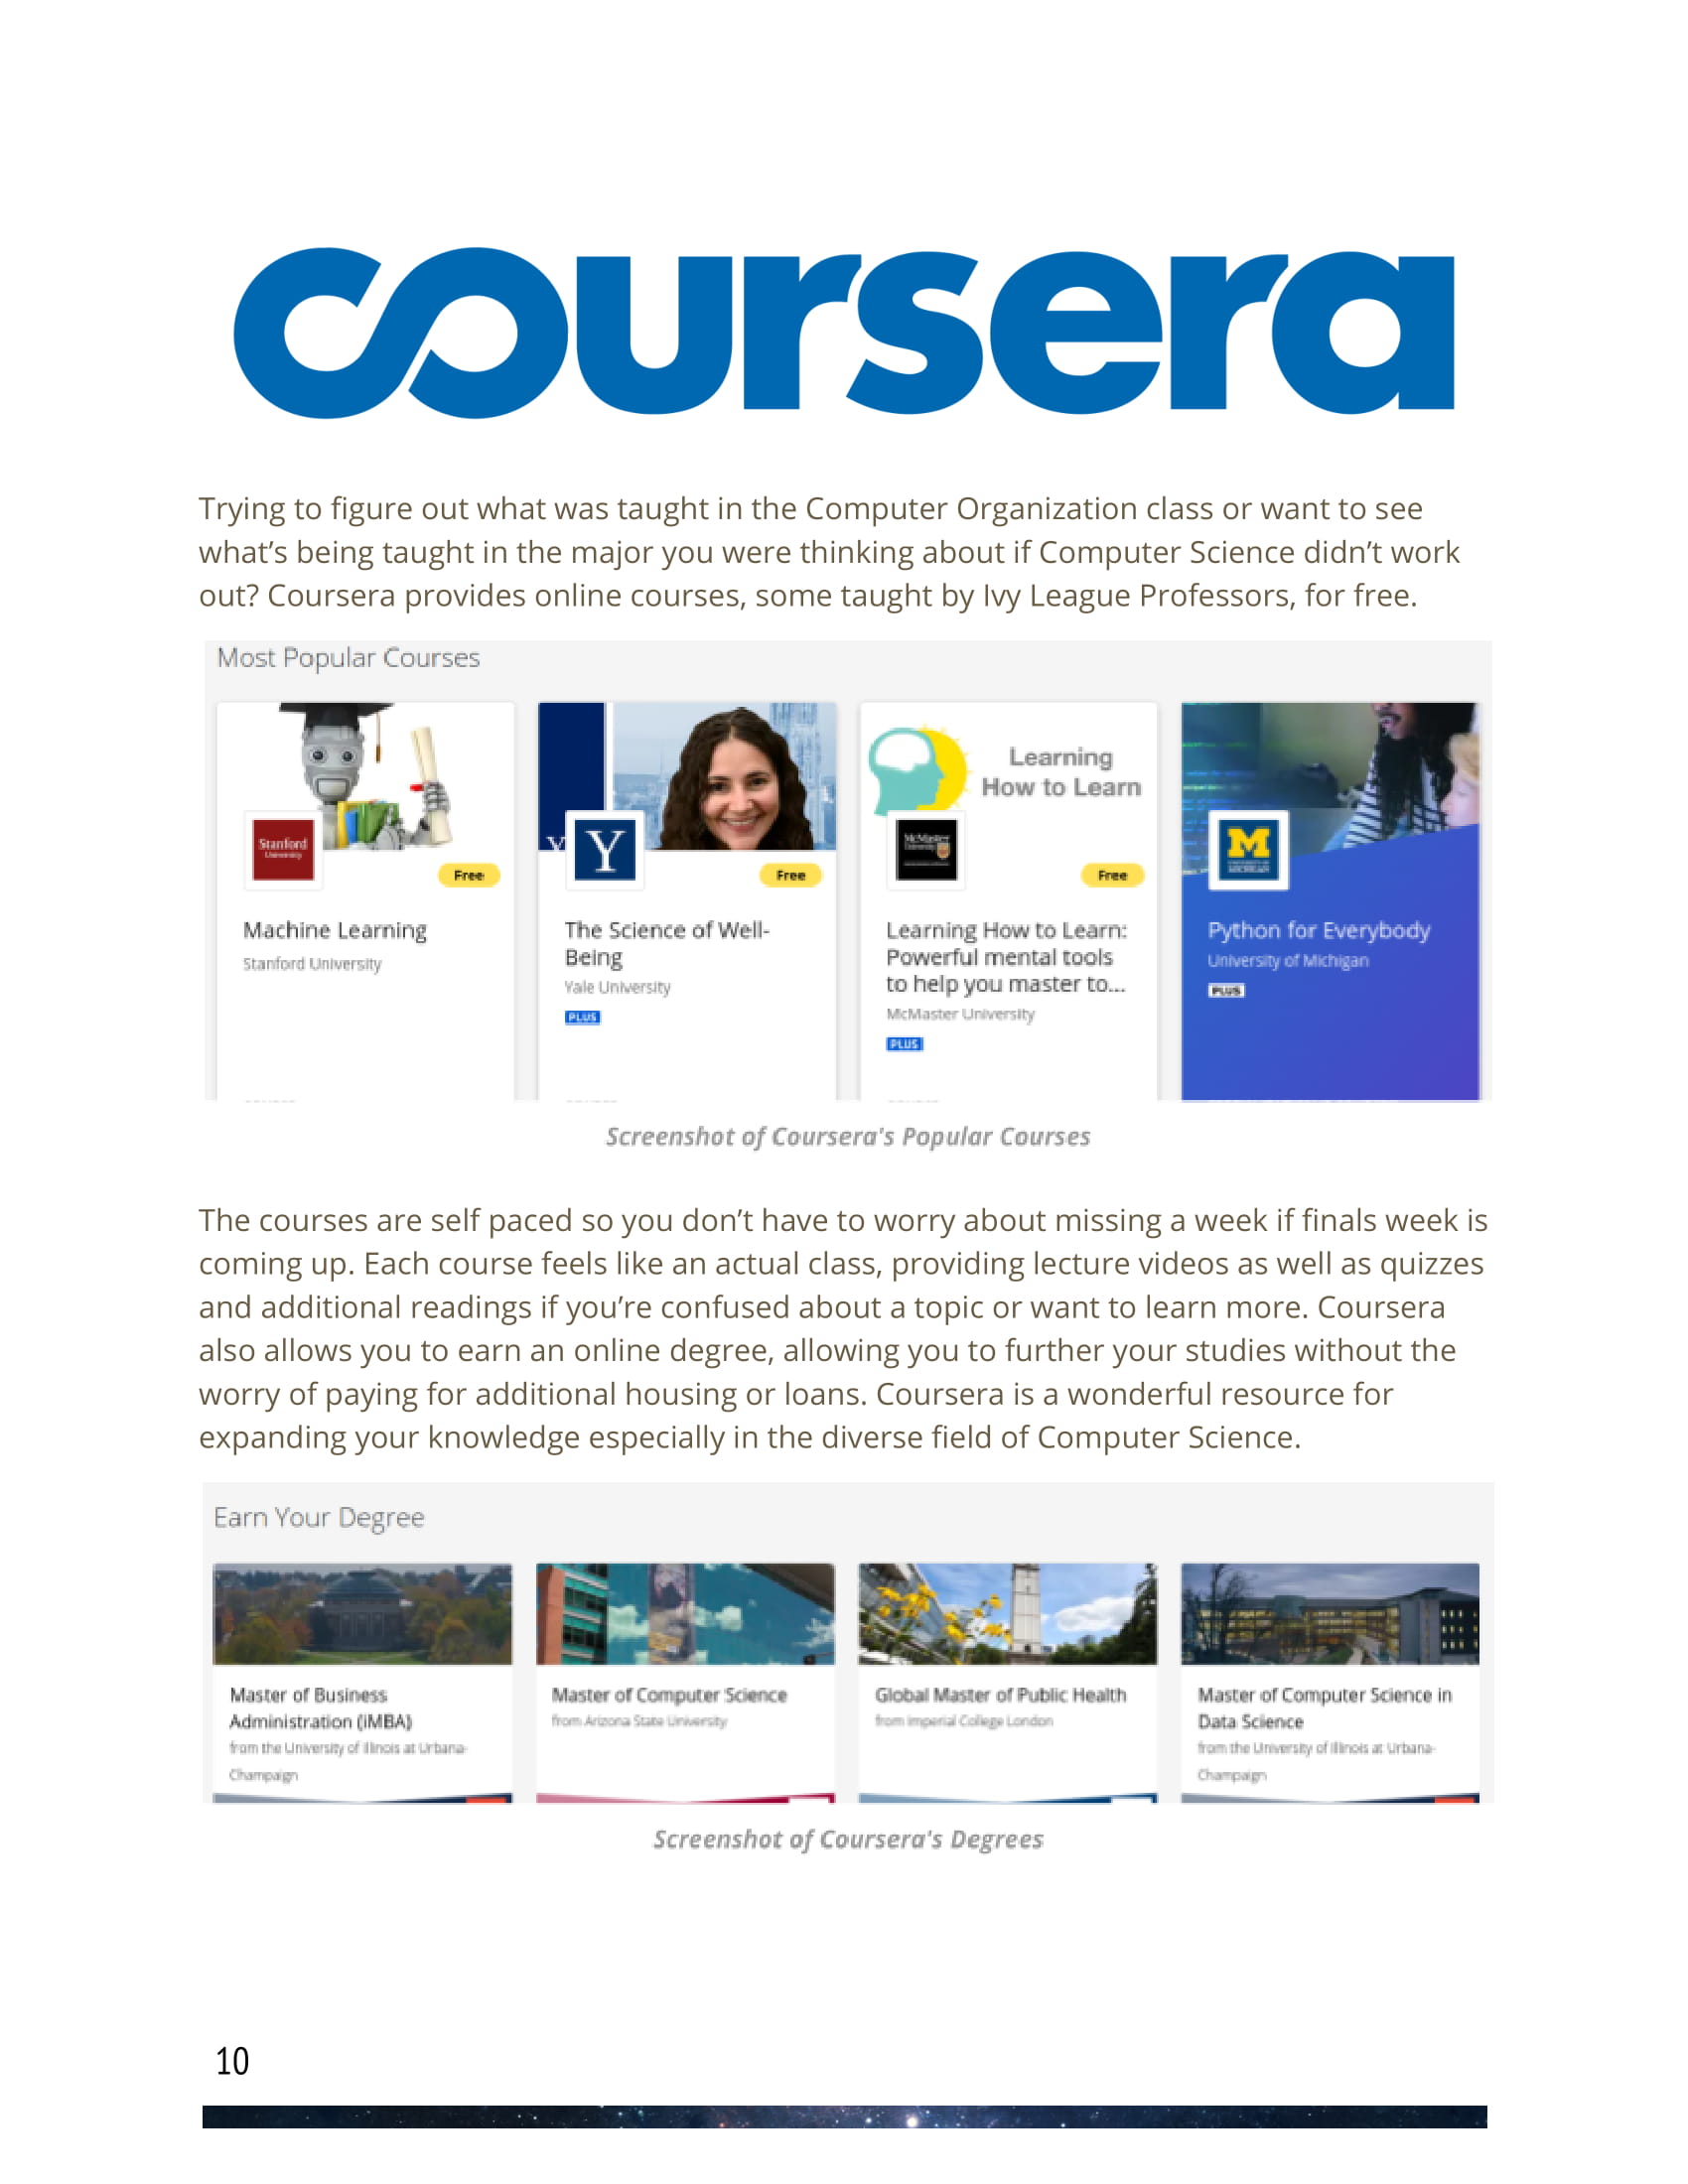 coursera
Trying to figure out what was taught in the Computer Organization class or want to see
what's being taught in the major you were thinking about if Computer Science didn't work
out? Coursera provides online courses, some taught by Ivy League Professors, for free.
Most Popular Courses
Learning
How to Learn
Stanford
University
Y
Y
McMaster
University
M
Free
Free
Free
Machine Learning
Stanford University
The Science of Well-
Being
Yale University
PLUS
Learning How to Learn:
Powerful mental tools
to help you master to...
McMaster University
PLUS
Python for Everybody
University of Michigan
PLUS
Screenshot of Coursera's Popular Courses
The courses are self paced so you don't have to worry about missing a week if finals week is
coming up. Each course feels like an actual class, providing lecture videos as well as quizzes
and additional readings if you're confused about a topic or want to learn more. Coursera
also allows you to earn an online degree, allowing you to further your studies without the
worry of paying for additional housing or loans. Coursera is a wonderful resource for
expanding your knowledge especially in the diverse field of Computer Science.
Earn Your Degree
Master of Business
Administration (iMBA)
from the University of Illinois at Urbana-
Champaign
Master of Computer Science
from Arizona State University
Global Master of Public Health
from Imperial College London
Master of Computer Science in
Data Science
from the University of Illinois at Urbana-
Champaign
Screenshot of Coursera's Degrees
10